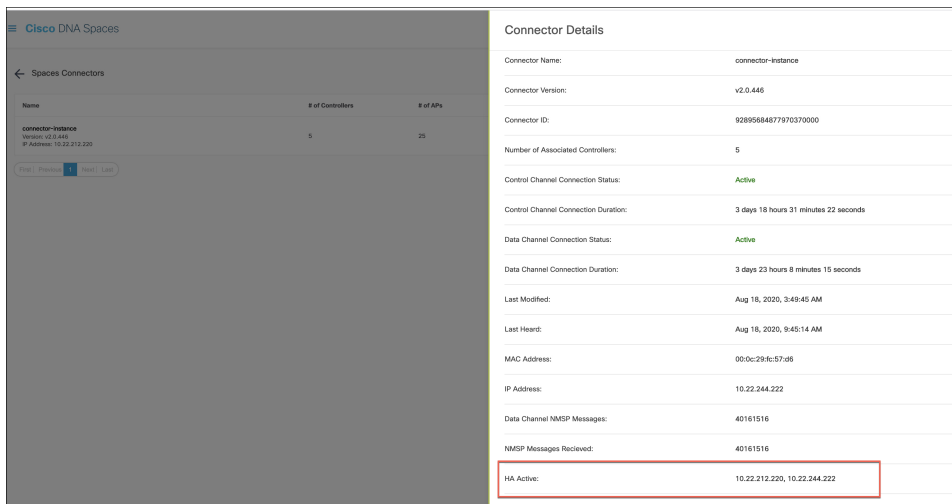 Cisco DNA Spaces
Spaces Connectors
Name # of Controllers # of APs
connector-instance 5 25
Version: v2.0.446
IP Address: 10.22.212.220
First Previous 1 Next Last
Connector Details
Connector Name: connector-instance
Connector Version: v2.0.446
Connector ID: 92895684877970370000
Number of Associated Controllers: 5
Control Channel Connection Status: Active
Control Channel Connection Duration: 3 days 18 hours 31 minutes 22 seconds
Data Channel Connection Status: Active
Data Channel Connection Duration: 3 days 23 hours 8 minutes 15 seconds
Last Modified: Aug 18, 2020, 3:49:45 AM
Last Heard: Aug 18, 2020, 9:45:14 AM
MAC Address: 00:0c:29:fc:57:d6
IP Address: 10.22.244.222
Data Channel NMSP Messages: 40161516
NMSP Messages Recieved: 40161516
HA Active: 10.22.212.220, 10.22.244.222